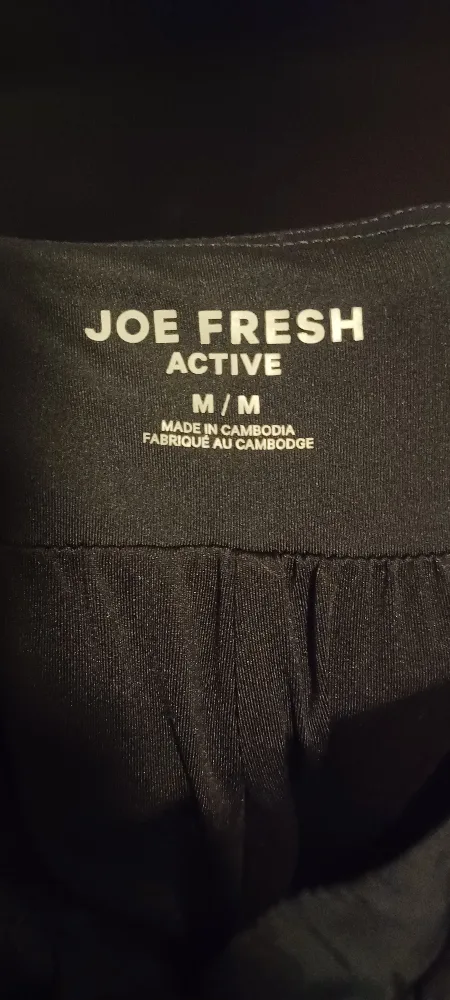 JOE FRESH
ACTIVE
M / M
MADE IN CAMBODIA
FABRIQUÉ AU CAMBODGE